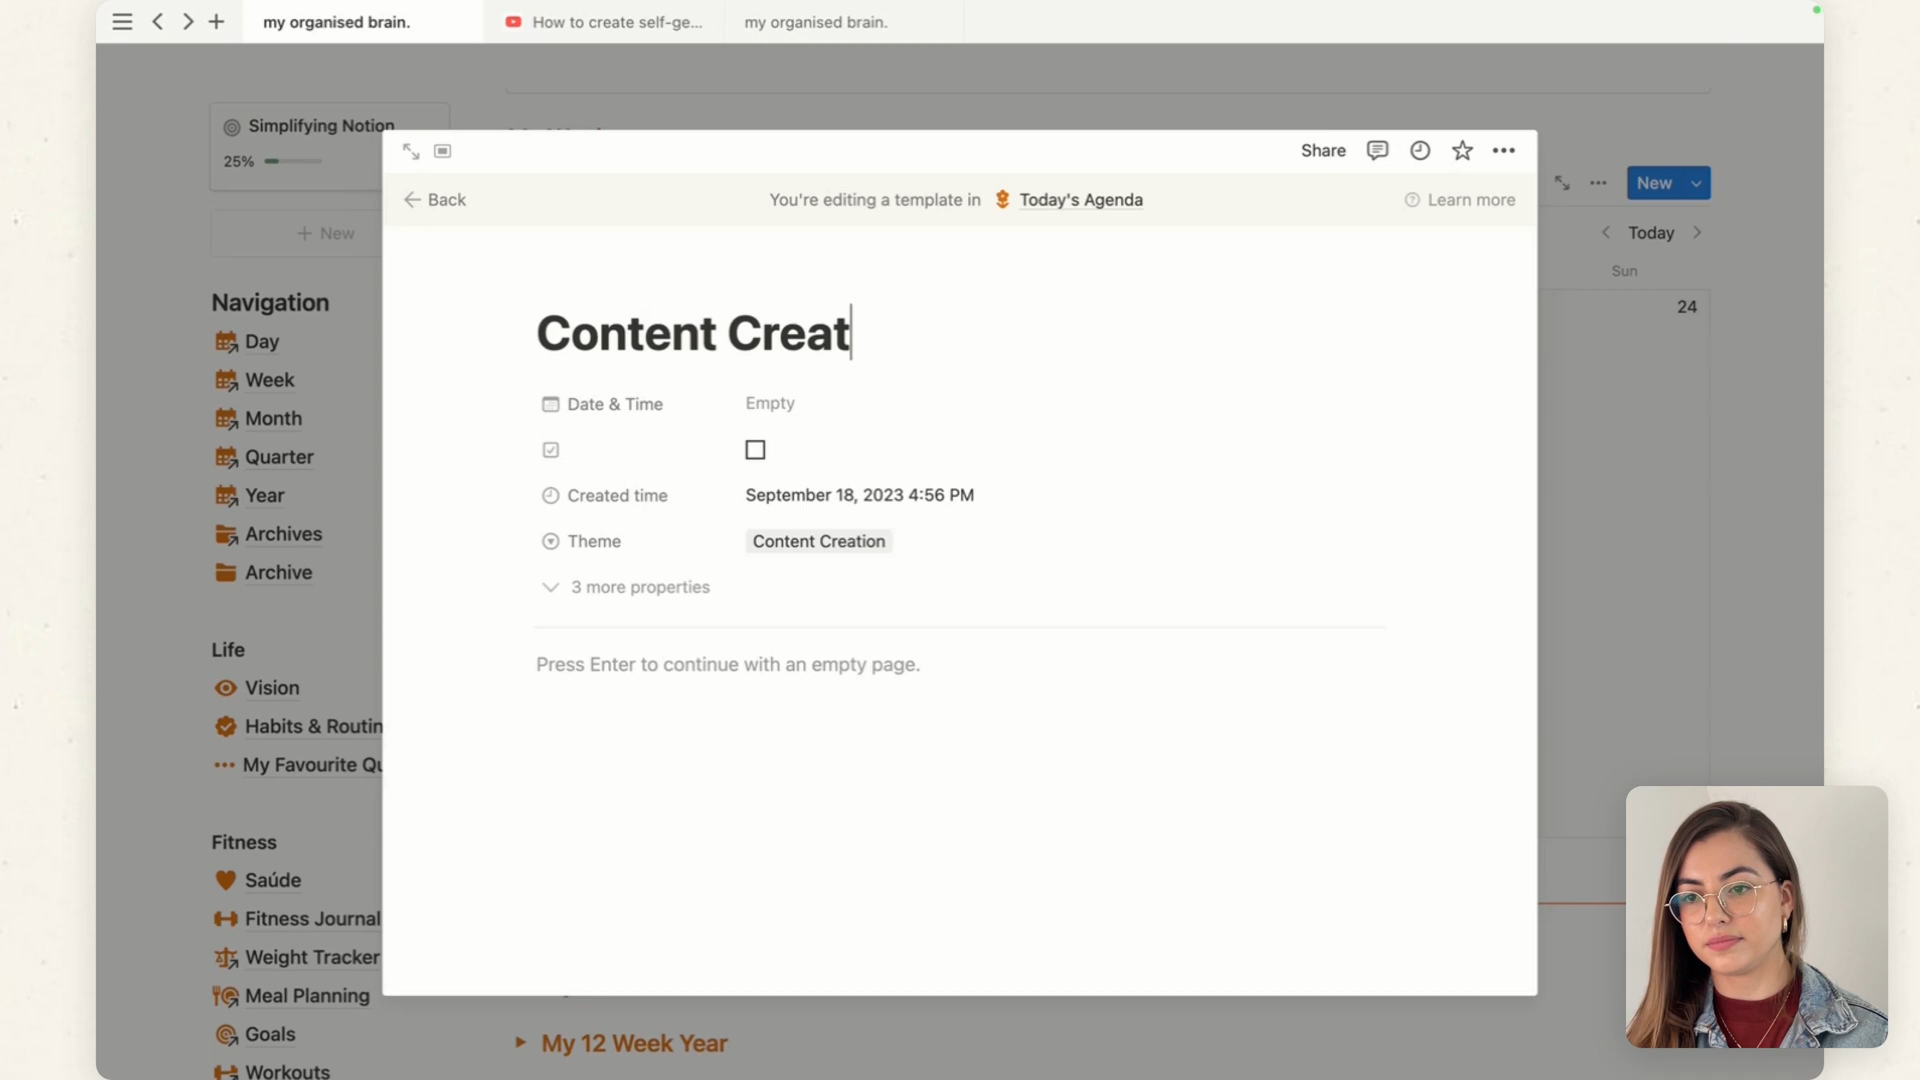 my organised brain.
How to create self-ge...
my organised brain.
Simplifying Notion
25%
New
Navigation
Day
Week
Month
Quarter
Year
Archives
Archive
Life
Vision
Habits & Routin
My Favourite Qu
Fitness
Saúde
Fitness Journal
Weight Tracker
Meal Planning
Goals
Workouts
Share
Back
You're editing a template in Today's Agenda
Learn more
Content Creat
Date & Time Empty
Created time September 18, 2023 4:56 PM
Theme Content Creation
3 more properties
Press Enter to continue with an empty page.
New
Today
Sun
24
My 12 Week Year